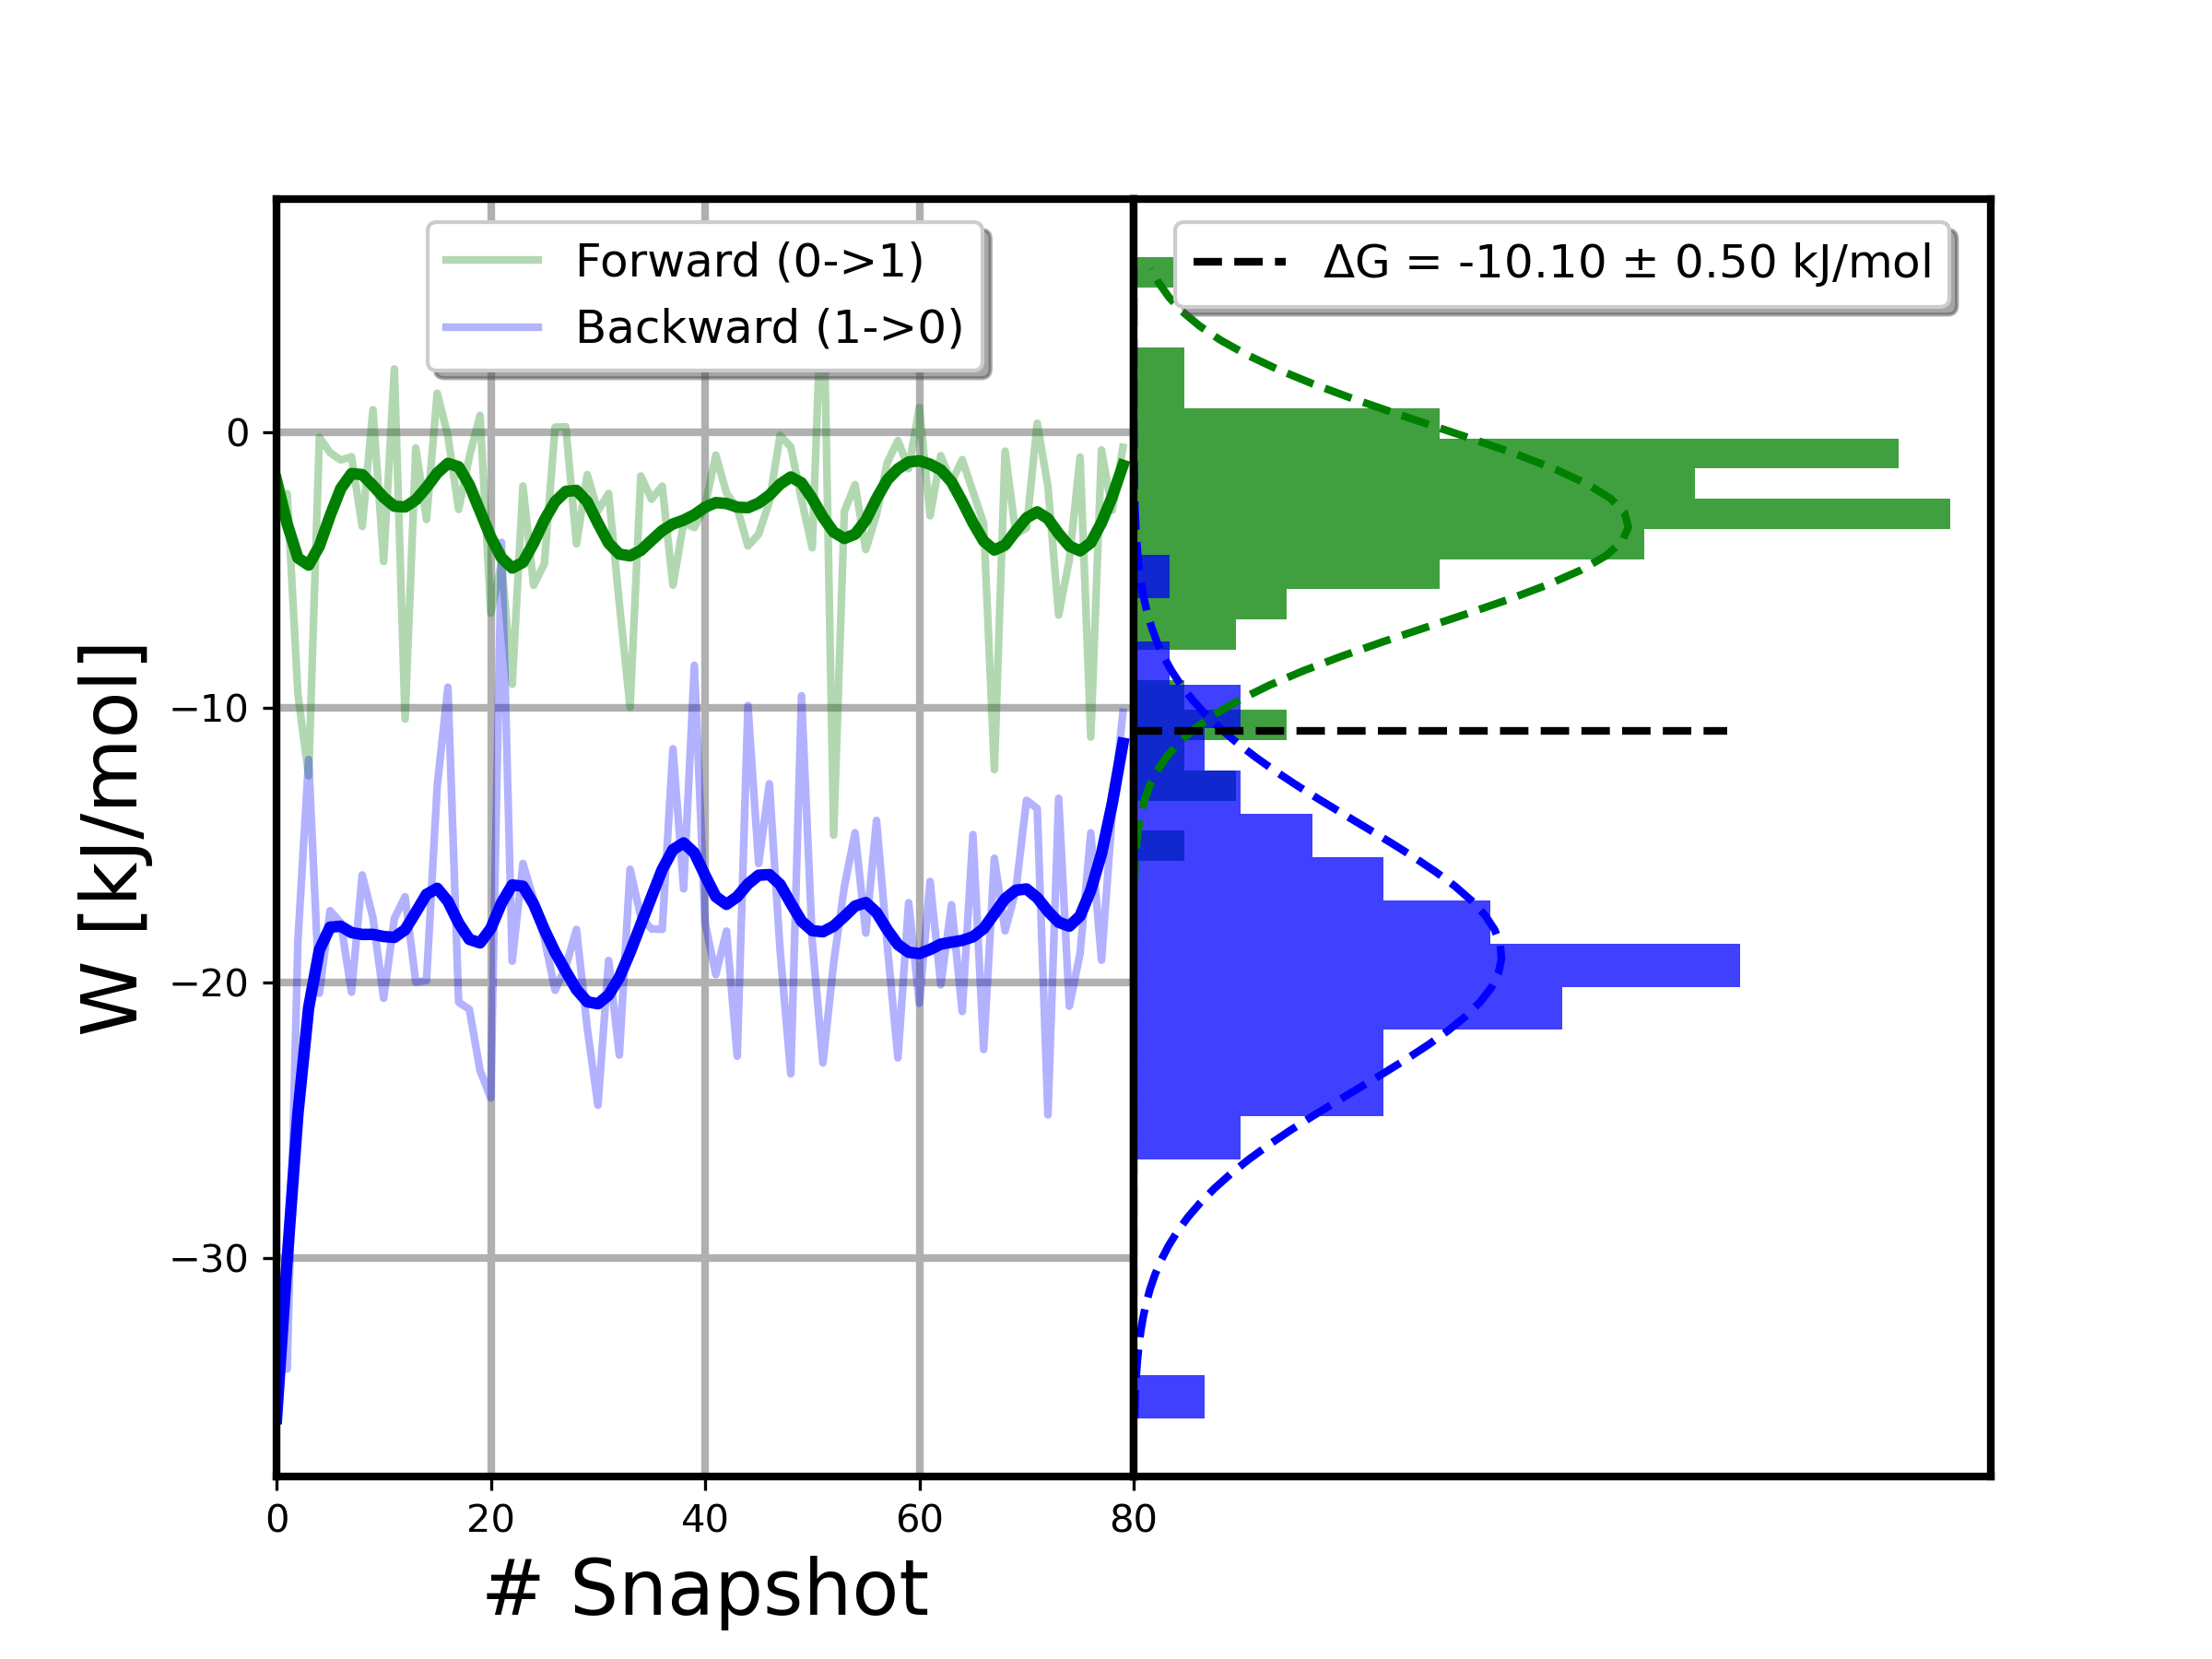 Forward (0->1)
Backward (1->0)
ΔG = -10.10 ± 0.50 kJ/mol
W [kJ/mol]
0
−10
−20
−30
0 20 40 60 80
# Snapshot